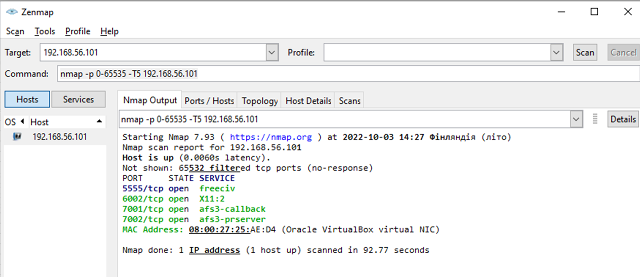 Zenmap
Scan Tools Profile Help
Target: 192.168.56.101 Profile: Scan Cancel
Command: nmap -p 0-65535 -T5 192.168.56.101
Hosts Services Nmap Output Ports / Hosts Topology Host Details Scans
OS Host nmap -p 0-65535 -T5 192.168.56.101 Details
192.168.56.101
Starting Nmap 7.93 ( https://nmap.org ) at 2022-10-03 14:27 Фінляндія (літо)
Nmap scan report for 192.168.56.101
Host is up (0.0060s latency).
Not shown: 65532 filtered tcp ports (no-response)
PORT STATE SERVICE
5555/tcp open freeciv
6002/tcp open X11:2
7001/tcp open afs3-callback
7002/tcp open afs3-prserver
MAC Address: 08:00:27:25:AE:D4 (Oracle VirtualBox virtual NIC)
Nmap done: 1 IP address (1 host up) scanned in 92.77 seconds